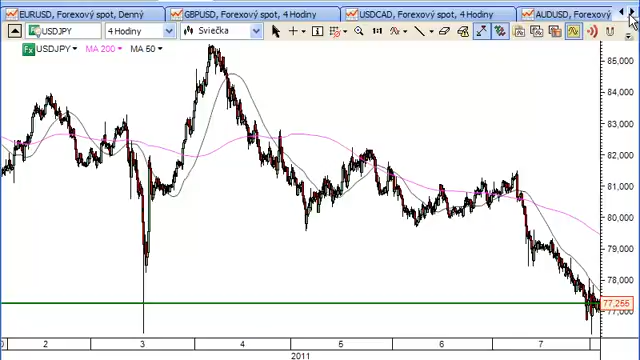 EURUSD, Forexový spot, Denný
GBPUSD, Forexový spot, 4 Hodiny
USDCAD, Forexový spot, 4 Hodiny
AUDUSD, Forexový
USDJPY
4 Hodiny
Sviečka
USDJPY
MA 200
MA 50
85,000
84,000
83,000
82,000
81,000
80,000
79,000
78,000
77,255
77,000
2
3
4
5
6
7
2011